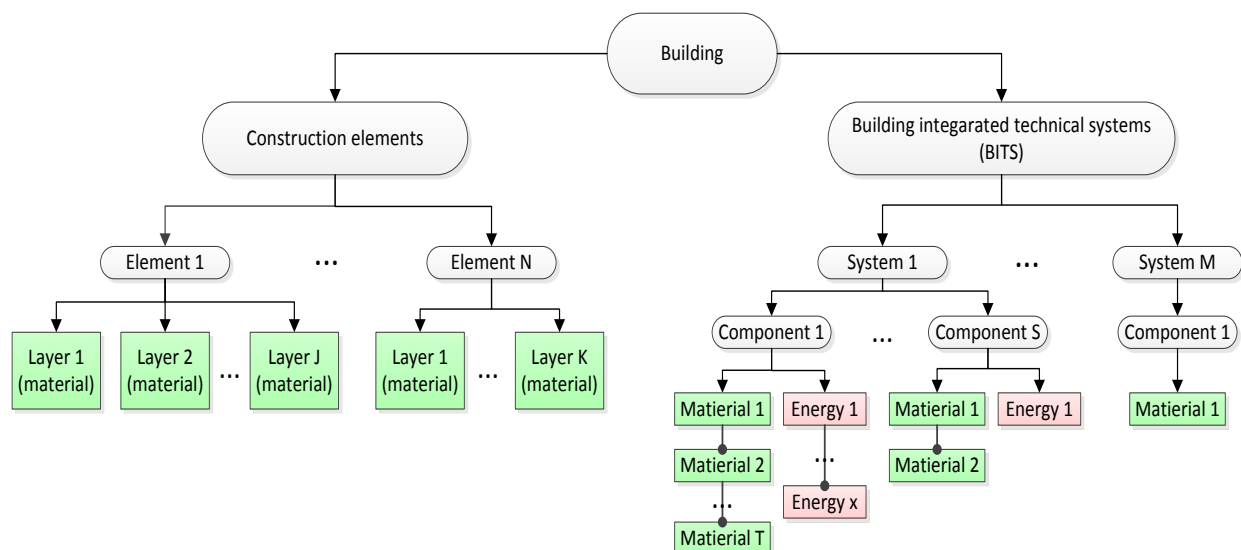 Building
Construction elements
Building integarated technical systems
(BITS)
Element 1
...
Element N
System 1
...
System M
Layer 1
(material)
Layer 2
(material)
...
Layer J
(material)
Layer 1
(material)
...
Layer K
(material)
Component 1
...
Component S
Component 1
Matierial 1
Energy 1
Matierial 1
Energy 1
Matierial 1
Matierial 2
...
Matierial 2
...
Energy x
Matierial T